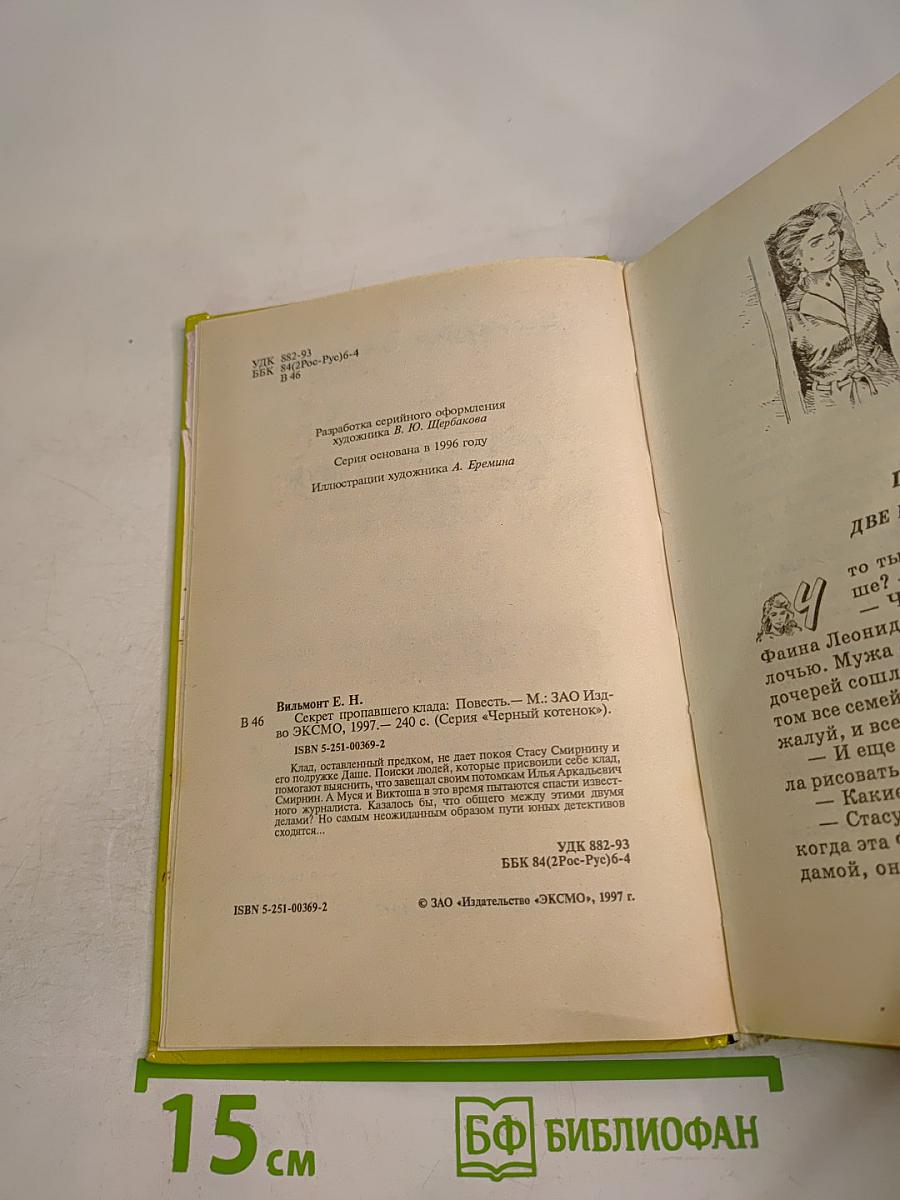 УДК 882-93
ББК 84(2Рос-Рус)6-4
В 46
Разработка серийного оформления
художника В. Ю. Щербакова
Серия основана в 1996 году
Иллюстрации художника А. Еремина
Вильмонт Е. Н.
В 46 Секрет пропавшего клада: Повесть.— М.: ЗАО Изд-
во ЭКСМО, 1997.— 240 с. (Серия «Черный котенок»).
ISBN 5-251-00369-2
Клад, оставленный предком, не дает покоя Стасу Смирнину и
его подружке Даше. Поиски людей, которые присвоили себе клад,
помогают выяснить, что завещал своим потомкам Илья Аркадьевич
Смирнин. А Муся и Виктоша в это время пытаются спасти извест-
ного журналиста. Казалось бы, что общего между этими двумя
делами? Но самым неожиданным образом пути юных детективов
сходятся...
УДК 882-93
ББК 84(2Рос-Рус)6-4
ISBN 5-251-00369-2
© ЗАО «Издательство «ЭКСМО», 1997 г.
ДВЕ
Ч то ты
ше?
— Ч
Фаина Леонид
лочью. Мужа
дочерей сошл
том все семей
жалуй, и все
— И еще
ла рисовать
— Какие
— Стасу
когда эта
дамой, он
15 см
БФ БИБЛИОФАН